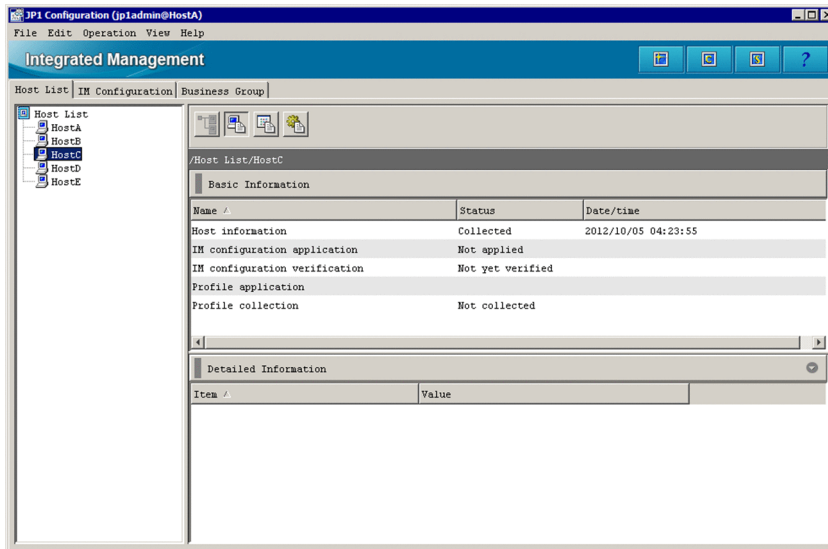 JP1 Configuration (jp1admin@HostA)
File Edit Operation View Help
Integrated Management
?
Host List IM Configuration Business Group
Host List
HostA
HostB
HostC
HostD
HostE
/Host List/HostC
Basic Information
Name Status Date/time
Host information Collected 2012/10/05 04:23:55
IM configuration application Not applied
IM configuration verification Not yet verified
Profile application
Profile collection Not collected
Detailed Information
Item Value